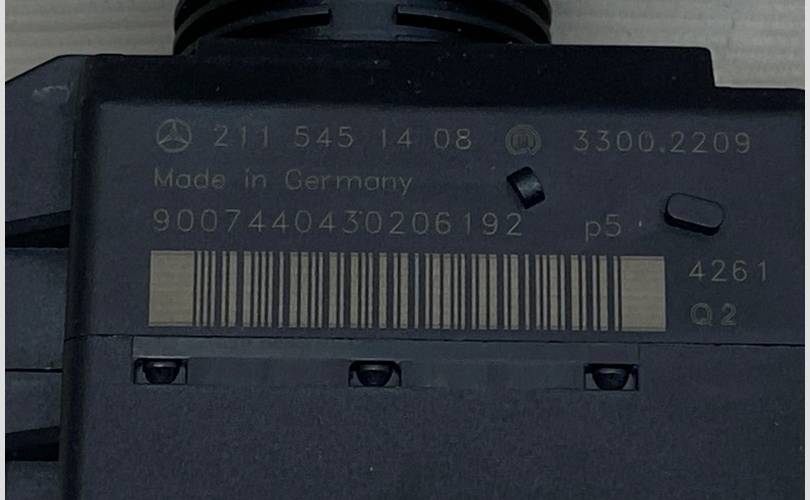 211 545 14 08 3300.2209
Made in Germany
9007440430206192 p5
4261
Q2